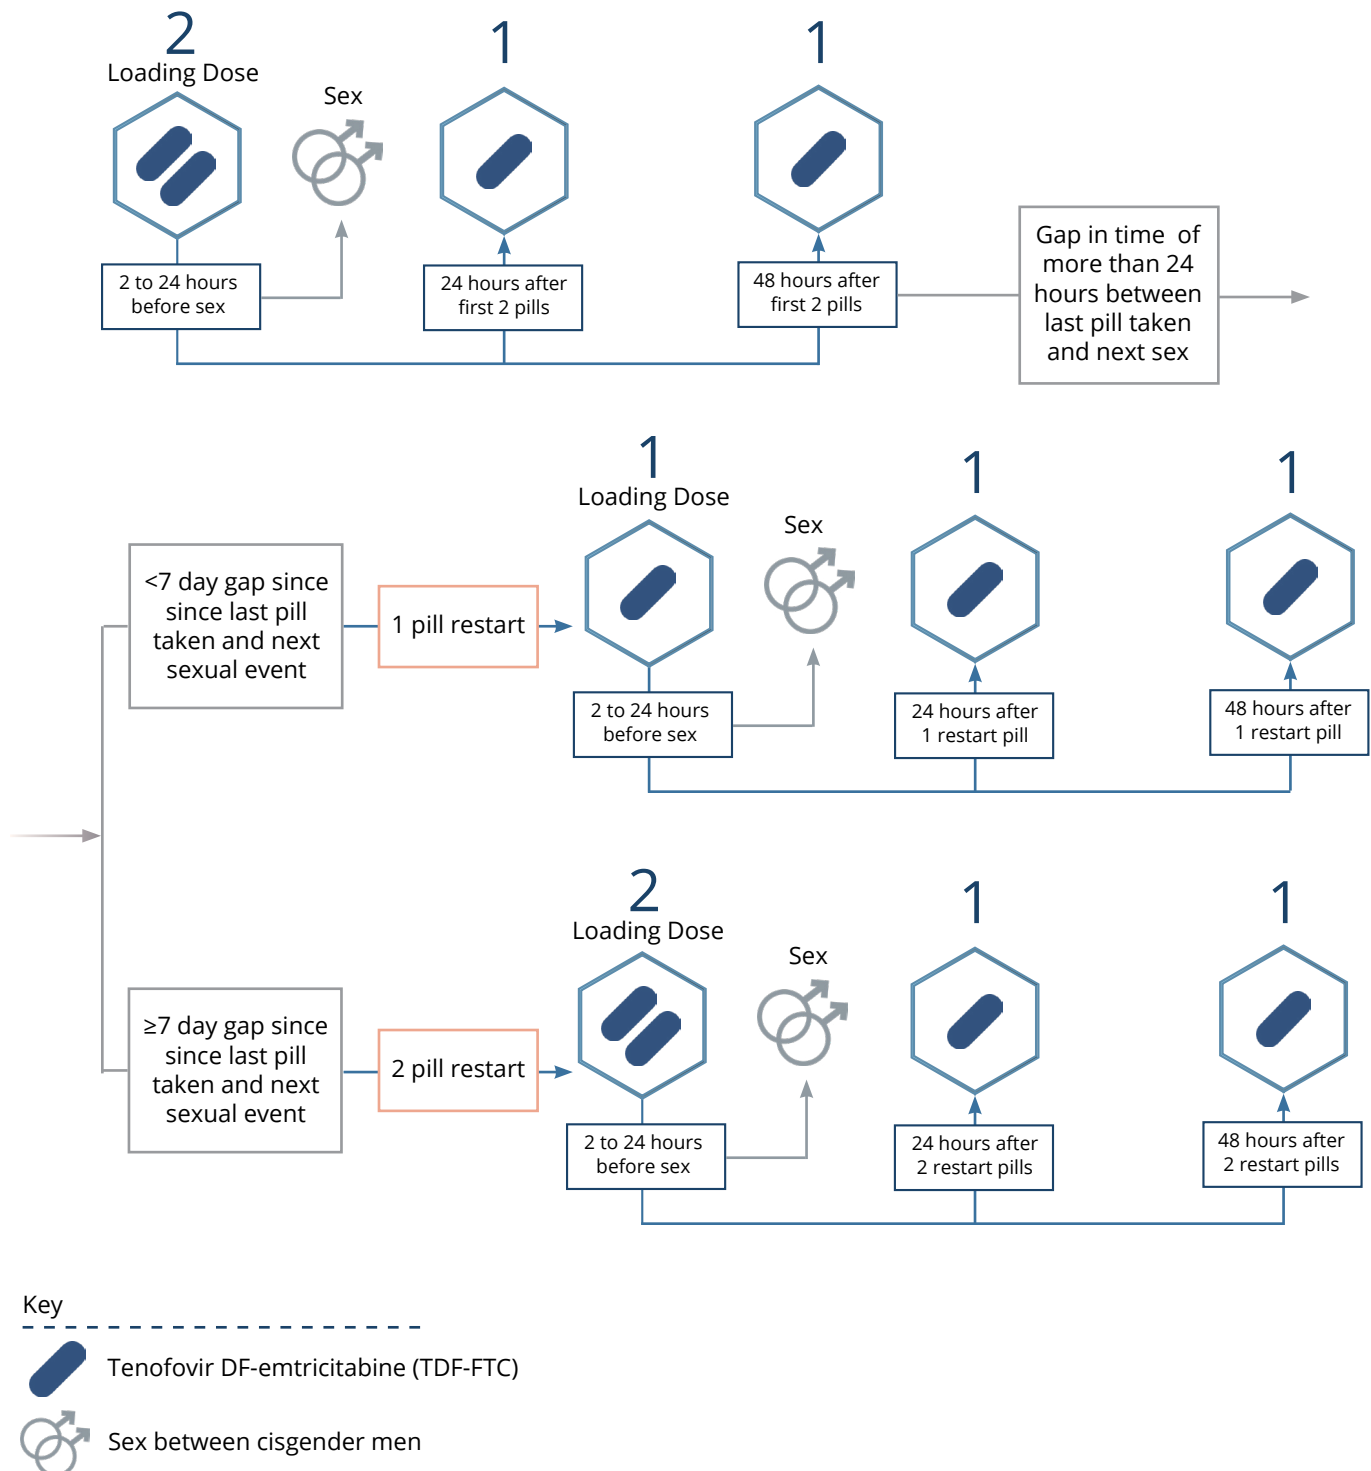 2
Loading Dose
Sex
1
1
2 to 24 hours
before sex
24 hours after
first 2 pills
48 hours after
first 2 pills
Gap in time of
more than 24
hours between
last pill taken
and next sex
<7 day gap since
since last pill
taken and next
sexual event
1 pill restart
1
Loading Dose
Sex
1
1
2 to 24 hours
before sex
24 hours after
1 restart pill
48 hours after
1 restart pill
≥7 day gap since
since last pill
taken and next
sexual event
2 pill restart
2
Loading Dose
Sex
1
1
2 to 24 hours
before sex
24 hours after
2 restart pills
48 hours after
2 restart pills
Key
Tenofovir DF-emtricitabine (TDF-FTC)
Sex between cisgender men